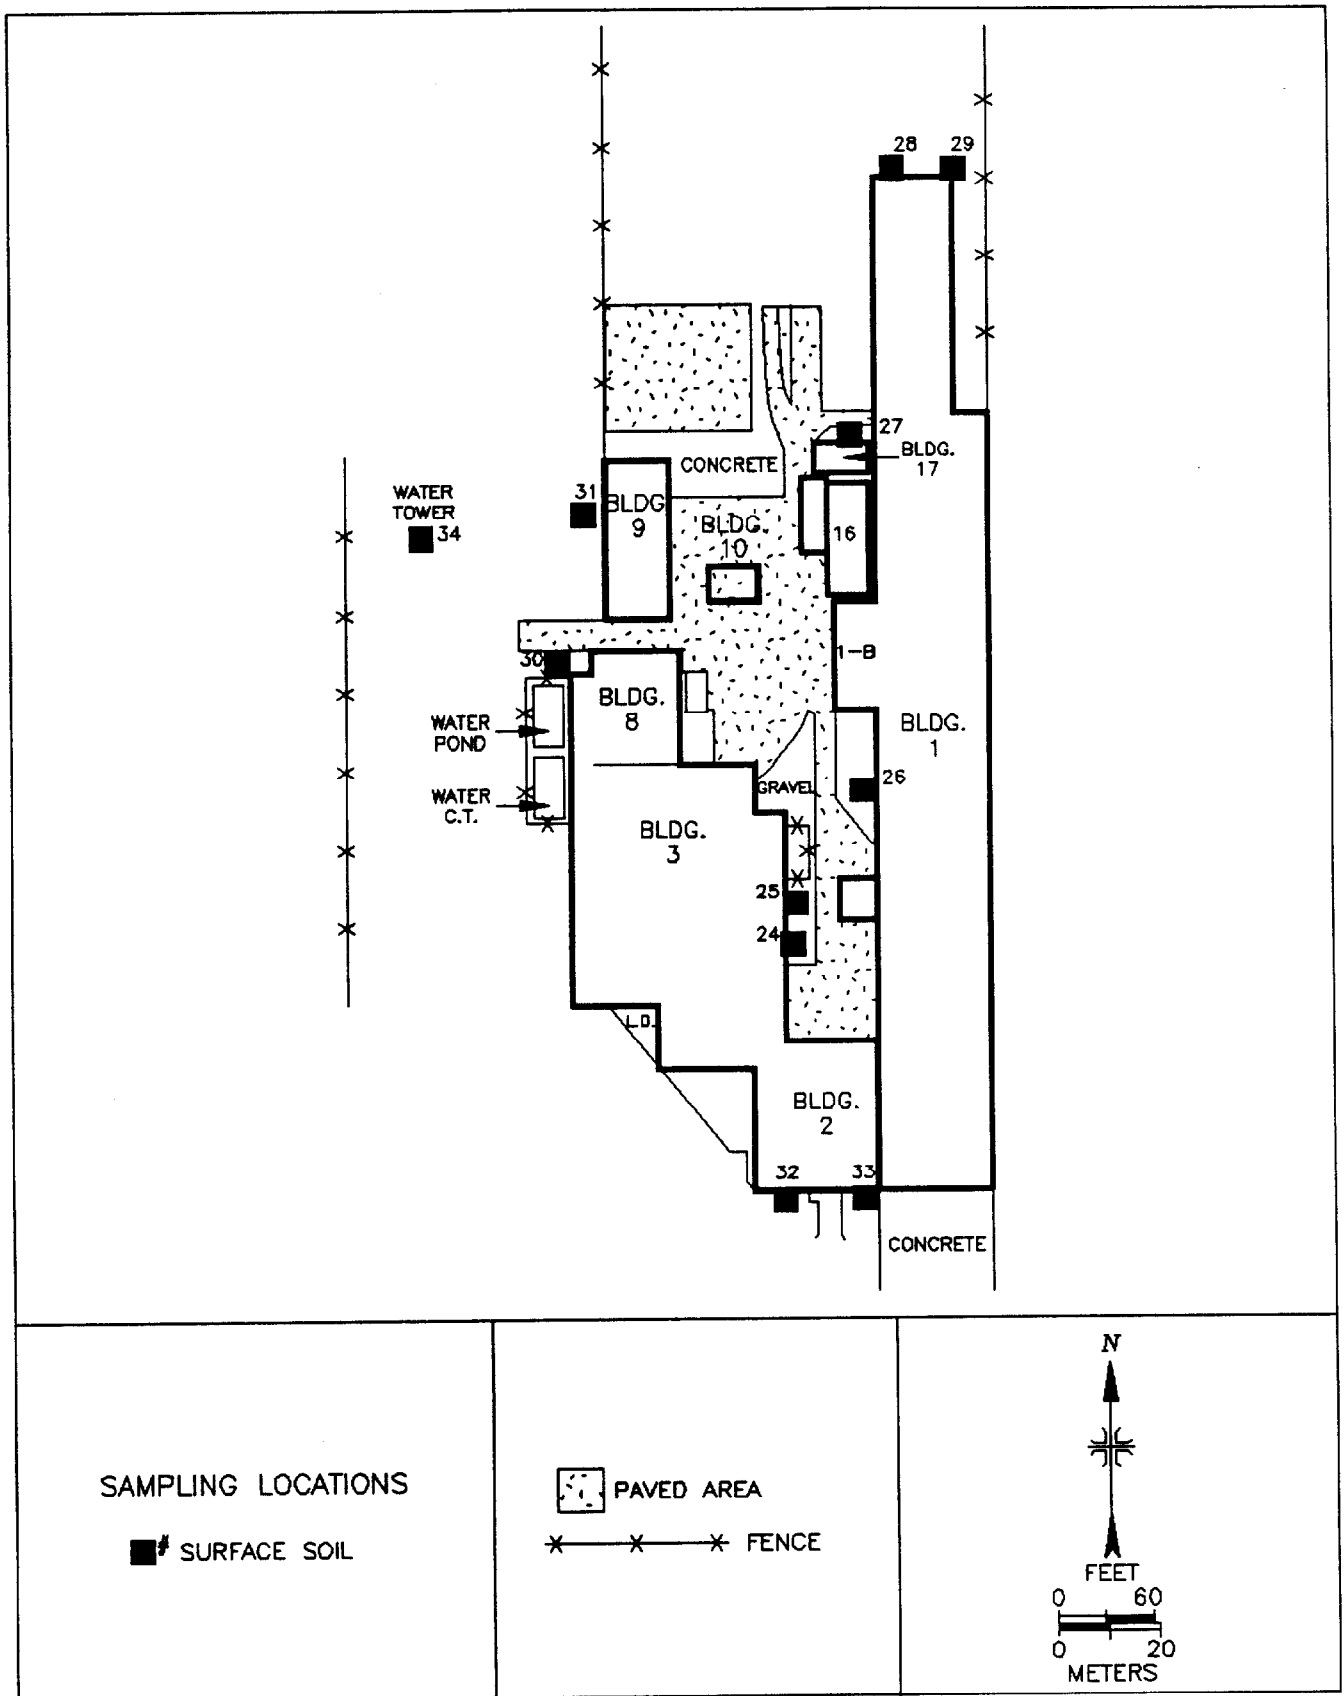 28 29
27
BLDG.
17
CONCRETE
WATER
TOWER
34
31
BLDG.
9
BLDG.
10
16
30
1-B
BLDG.
8
BLDG.
1
WATER
POND
26
GRAVEL
WATER
C.T.
BLDG.
3
25
24
L.D.
BLDG.
2
32 33
CONCRETE
SAMPLING LOCATIONS
# SURFACE SOIL
PAVED AREA
FENCE
N
FEET
0 60
0 20
METERS